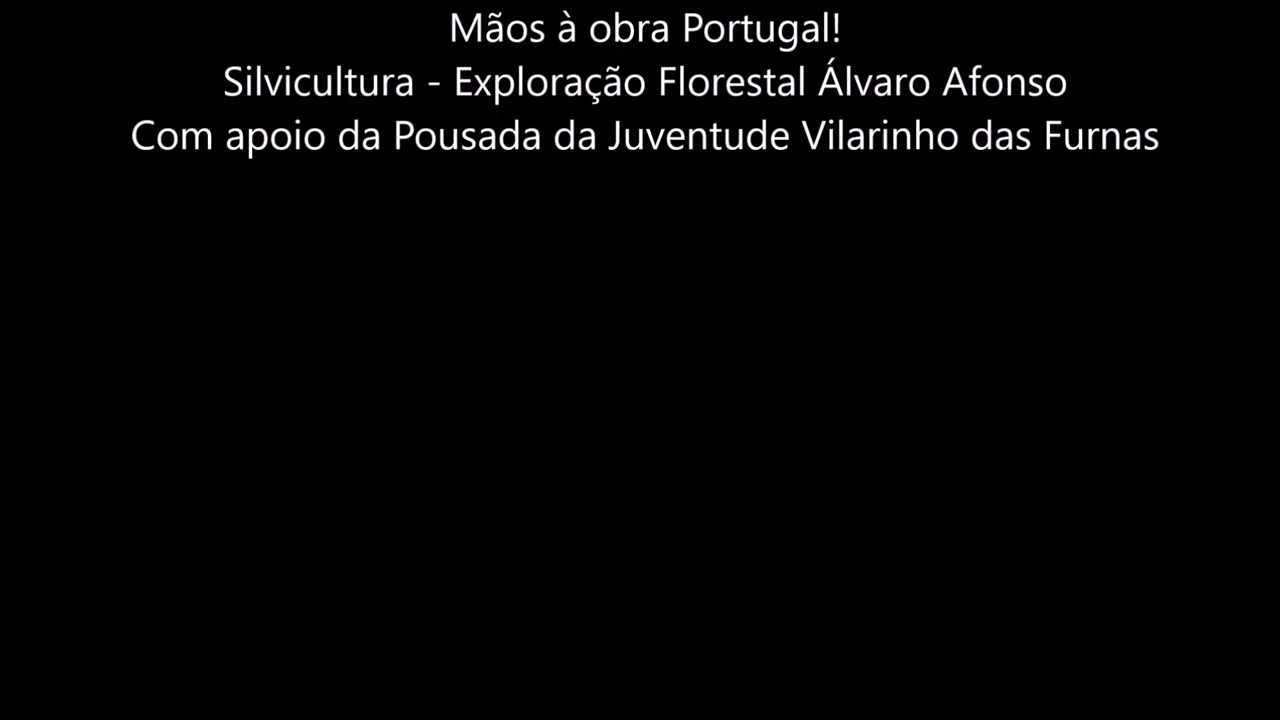 Mãos à obra Portugal!
Silvicultura - Exploração Florestal Álvaro Afonso
Com apoio da Pousada da Juventude Vilarinho das Furnas